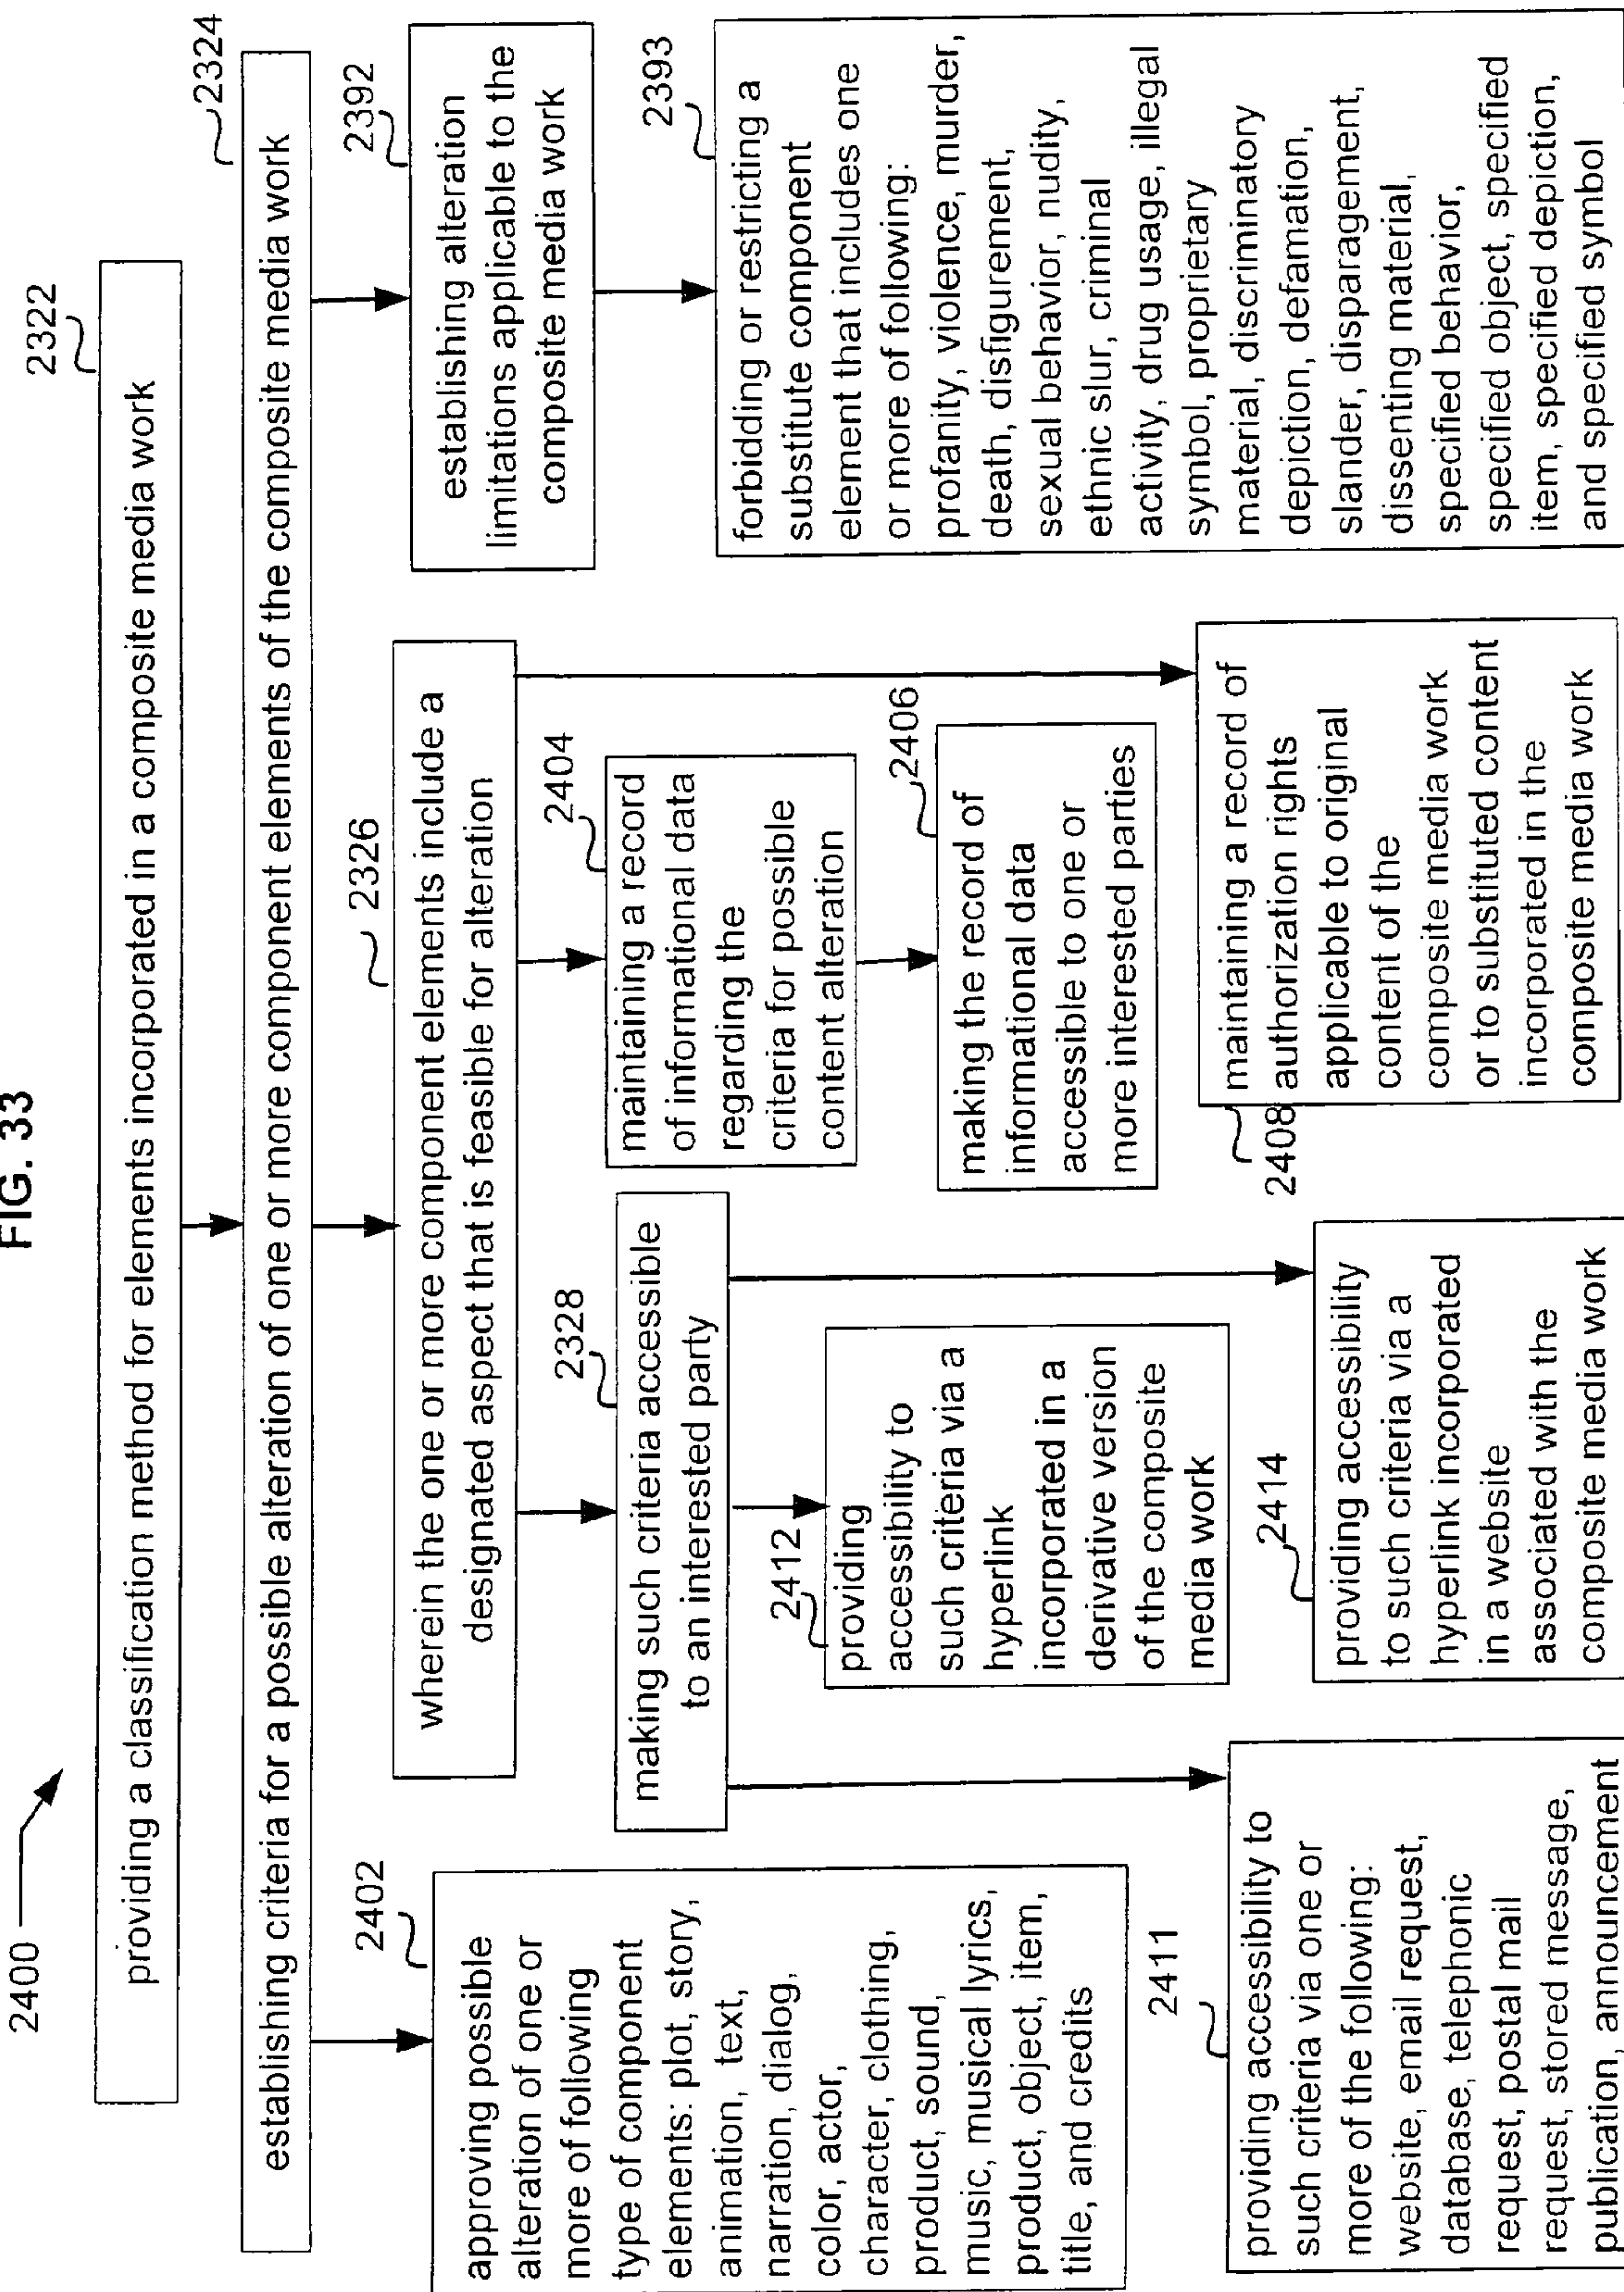 FIG. 33
2400
2322
providing a classification method for elements incorporated in a composite media work
2324
establishing criteria for a possible alteration of one or more component elements of the composite media work
2402
approving possible
alteration of one or
more of following
type of component
elements: plot, story,
animation, text,
narration, dialog,
color, actor,
character, clothing,
product, sound,
music, musical lyrics,
product, object, item,
title, and credits
2326
wherein the one or more component elements include a
designated aspect that is feasible for alteration
2392
establishing alteration
limitations applicable to the
composite media work
2328
making such criteria accessible
to an interested party
2404
maintaining a record
of informational data
regarding the
criteria for possible
content alteration
2393
forbidding or restricting a
substitute component
element that includes one
or more of following:
profanity, violence, murder,
death, disfigurement,
sexual behavior, nudity,
ethnic slur, criminal
activity, drug usage, illegal
symbol, proprietary
material, discriminatory
depiction, defamation,
slander, disparagement,
dissenting material,
specified behavior,
specified object, specified
item, specified depiction,
and specified symbol
2412
providing
accessibility to
such criteria via a
hyperlink
incorporated in a
derivative version
of the composite
media work
2406
making the record of
informational data
accessible to one or
more interested parties
2411
providing accessibility to
such criteria via one or
more of the following:
website, email request,
database, telephonic
request, postal mail
request, stored message,
publication, announcement
2414
providing accessibility
to such criteria via a
hyperlink incorporated
in a website
associated with the
composite media work
2408
maintaining a record of
authorization rights
applicable to original
content of the
composite media work
or to substituted content
incorporated in the
composite media work